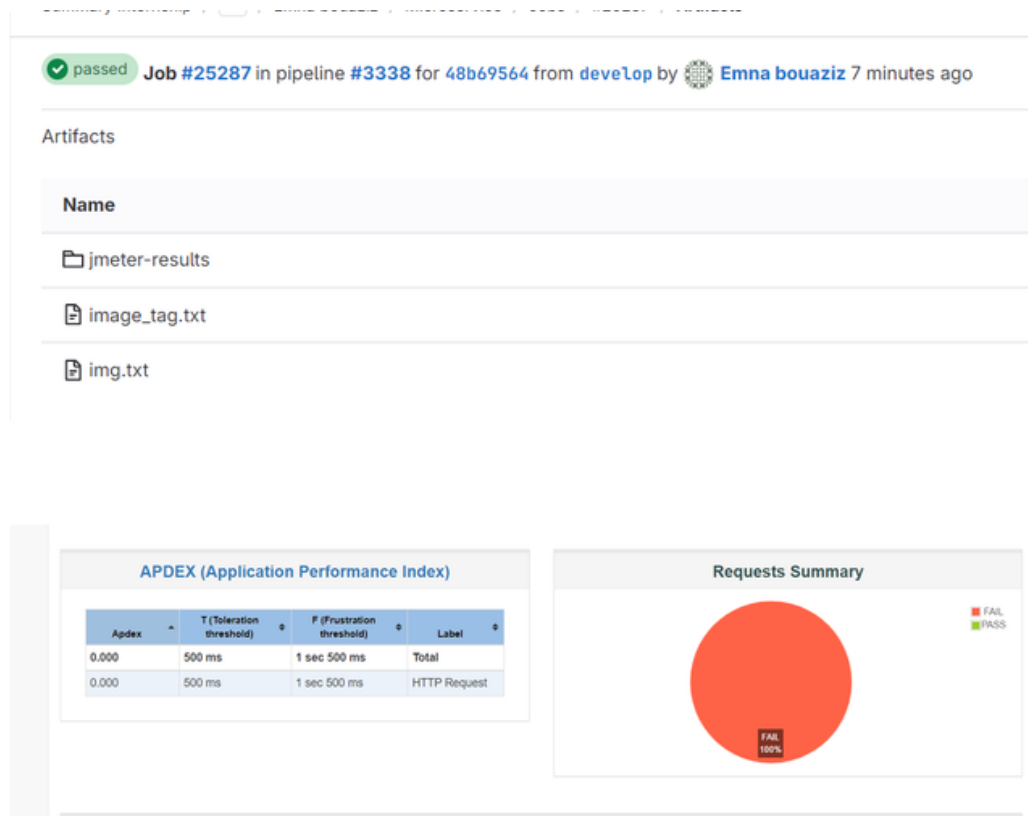 passed Job #25287 in pipeline #3338 for 48b69564 from develop by Emna bouaziz 7 minutes ago
Artifacts
Name
jmeter-results
image_tag.txt
img.txt
APDEX (Application Performance Index)
Apdex T (Toleration threshold) F (Frustration threshold) Label
0.000 500 ms 1 sec 500 ms Total
0.000 500 ms 1 sec 500 ms HTTP Request
Requests Summary
FAIL
PASS
FAIL
100%